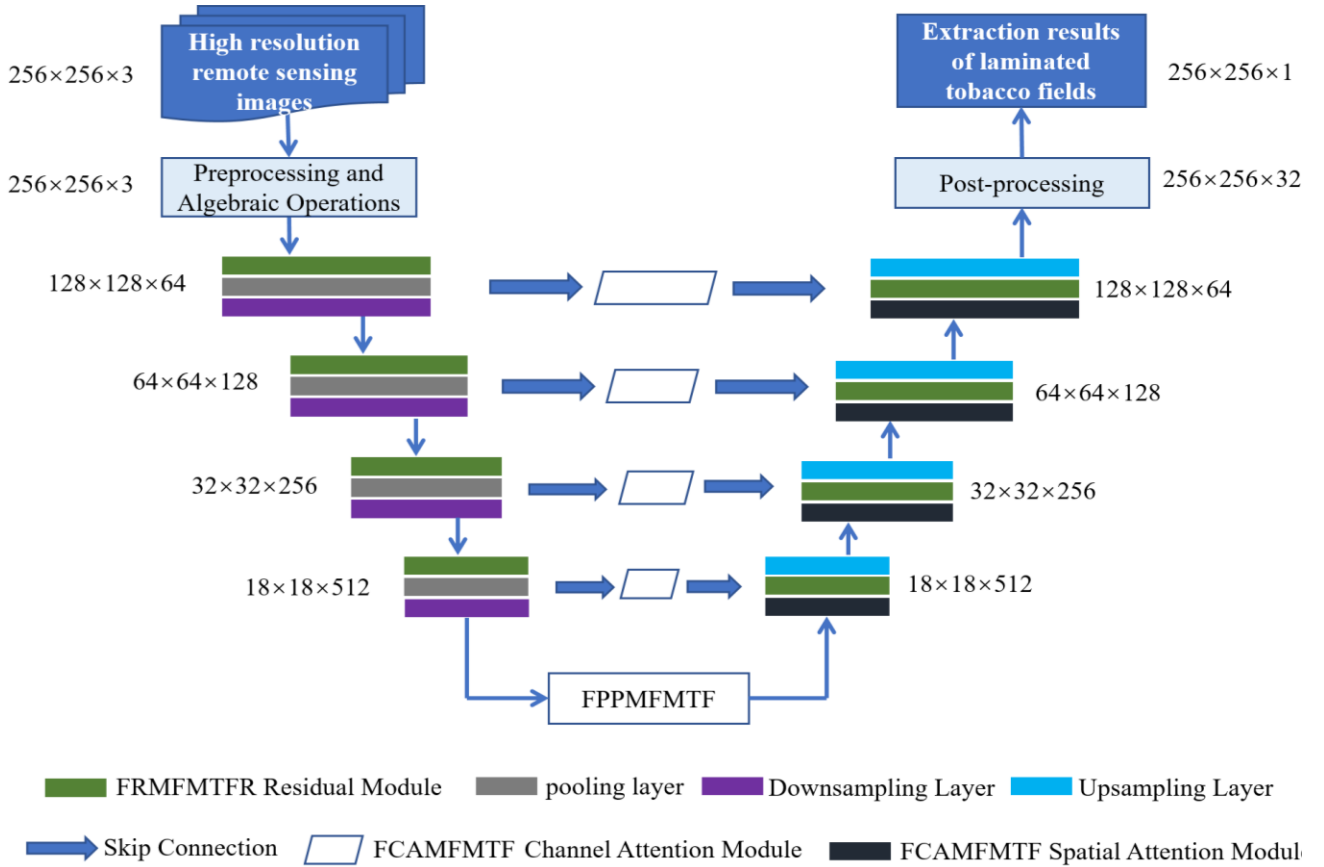 High resolution
remote sensing
images
256×256×3
Extraction results
of laminated
tobacco fields
256×256×1
Preprocessing and
Algebraic Operations
256×256×3
Post-processing
256×256×32
128×128×64
128×128×64
64×64×128
64×64×128
32×32×256
32×32×256
18×18×512
18×18×512
FPPMFMTF
FRMFMTFR Residual Module
pooling layer
Downsampling Layer
Upsampling Layer
Skip Connection
FCAMFMTF Channel Attention Module
FCAMFMTF Spatial Attention Module